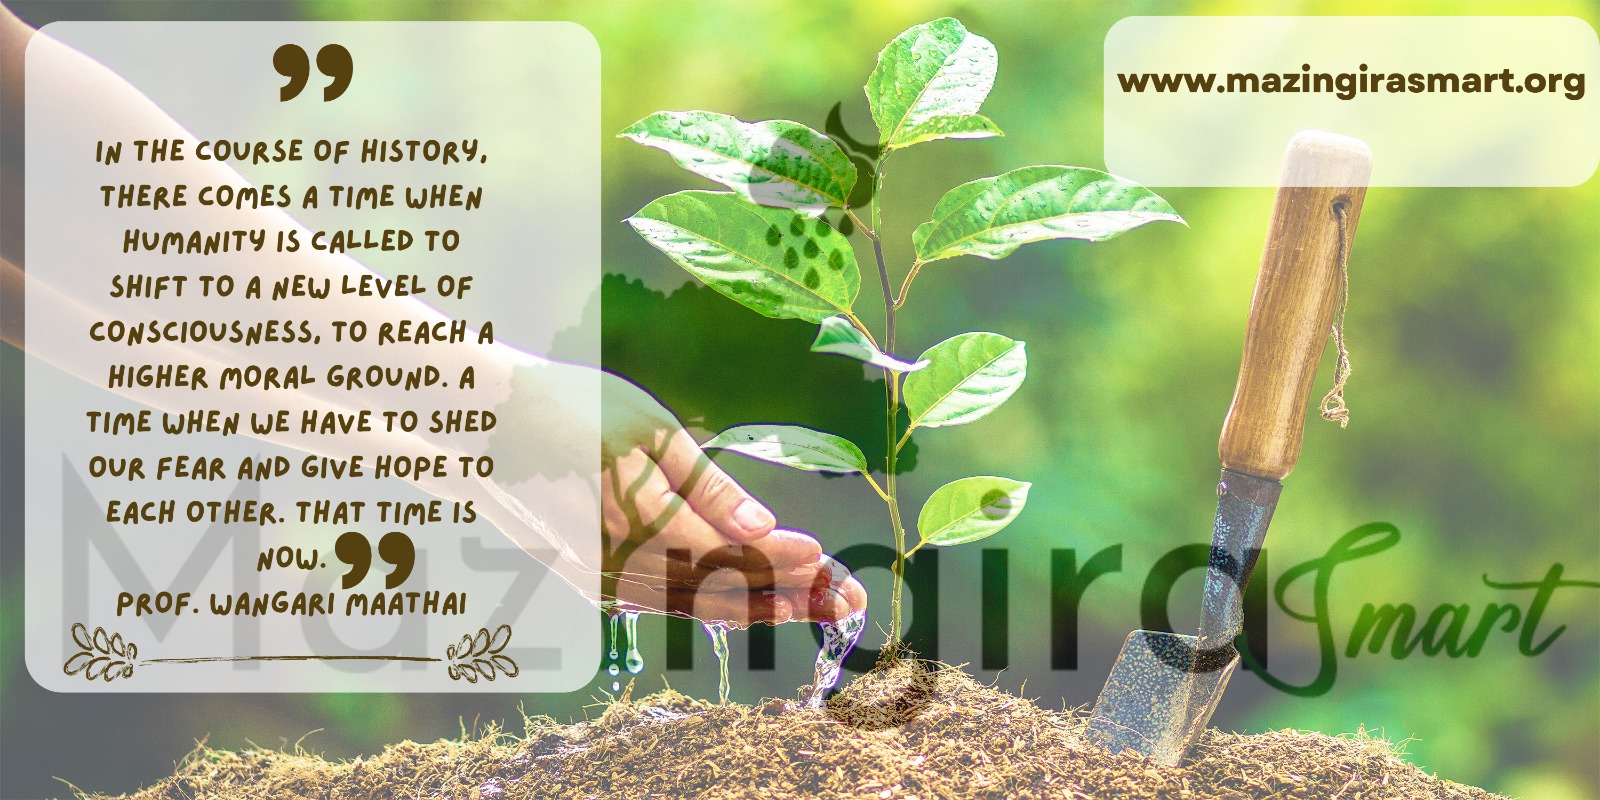 ”
IN THE COURSE OF HISTORY,
THERE COMES A TIME WHEN
HUMANITY IS CALLED TO
SHIFT TO A NEW LEVEL OF
CONSCIOUSNESS, TO REACH A
HIGHER MORAL GROUND. A
TIME WHEN WE HAVE TO SHED
OUR FEAR AND GIVE HOPE TO
EACH OTHER. THAT TIME IS
NOW.”
PROF. WANGARI MAATHAI
www.mazingirasmart.org
Mazingira Smart